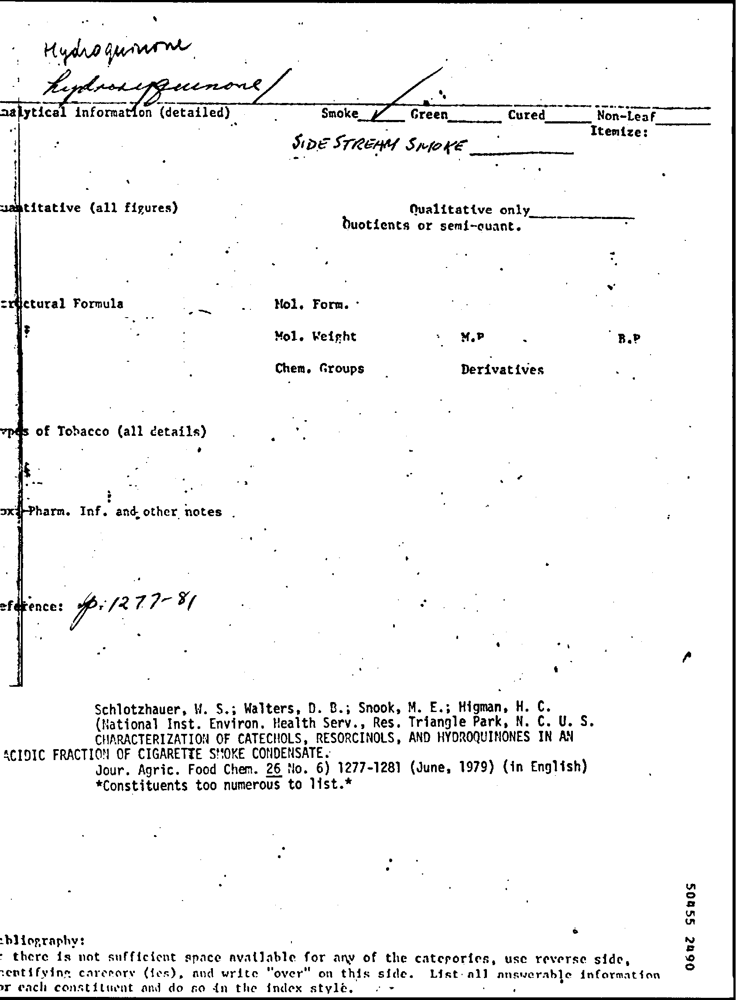 Hydroquinone
hydroxyquinone/
nalytical information (detailed) Smoke Green Cured Non-Leaf
Itemize:
SIDE STREAM SMOKE
uantitative (all figures) Qualitative only
Quotients or semi-quant.
ructural Formula Mol. Form.
Mol. Weight M.P B.P
Chem. Groups Derivatives
ypes of Tobacco (all details)
ox. Pharm. Inf. and other notes
eference: pp. 1277-81
Schlotzhauer, W. S.; Walters, D. B.; Snook, M. E.; Higman, H. C.
(National Inst. Environ. Health Serv., Res. Triangle Park, N. C. U. S.
CHARACTERIZATION OF CATECHOLS, RESORCINOLS, AND HYDROQUINONES IN AN
ACIDIC FRACTION OF CIGARETTE SMOKE CONDENSATE.
Jour. Agric. Food Chem. 26 No. 6) 1277-1281 (June, 1979) (in English)
*Constituents too numerous to list.*
50855 2490
bliography:
there is not sufficient space available for any of the categories, use reverse side,
entifying category (ies), and write "over" on this side. List all answerable information
or each constituent and do so in the index style.